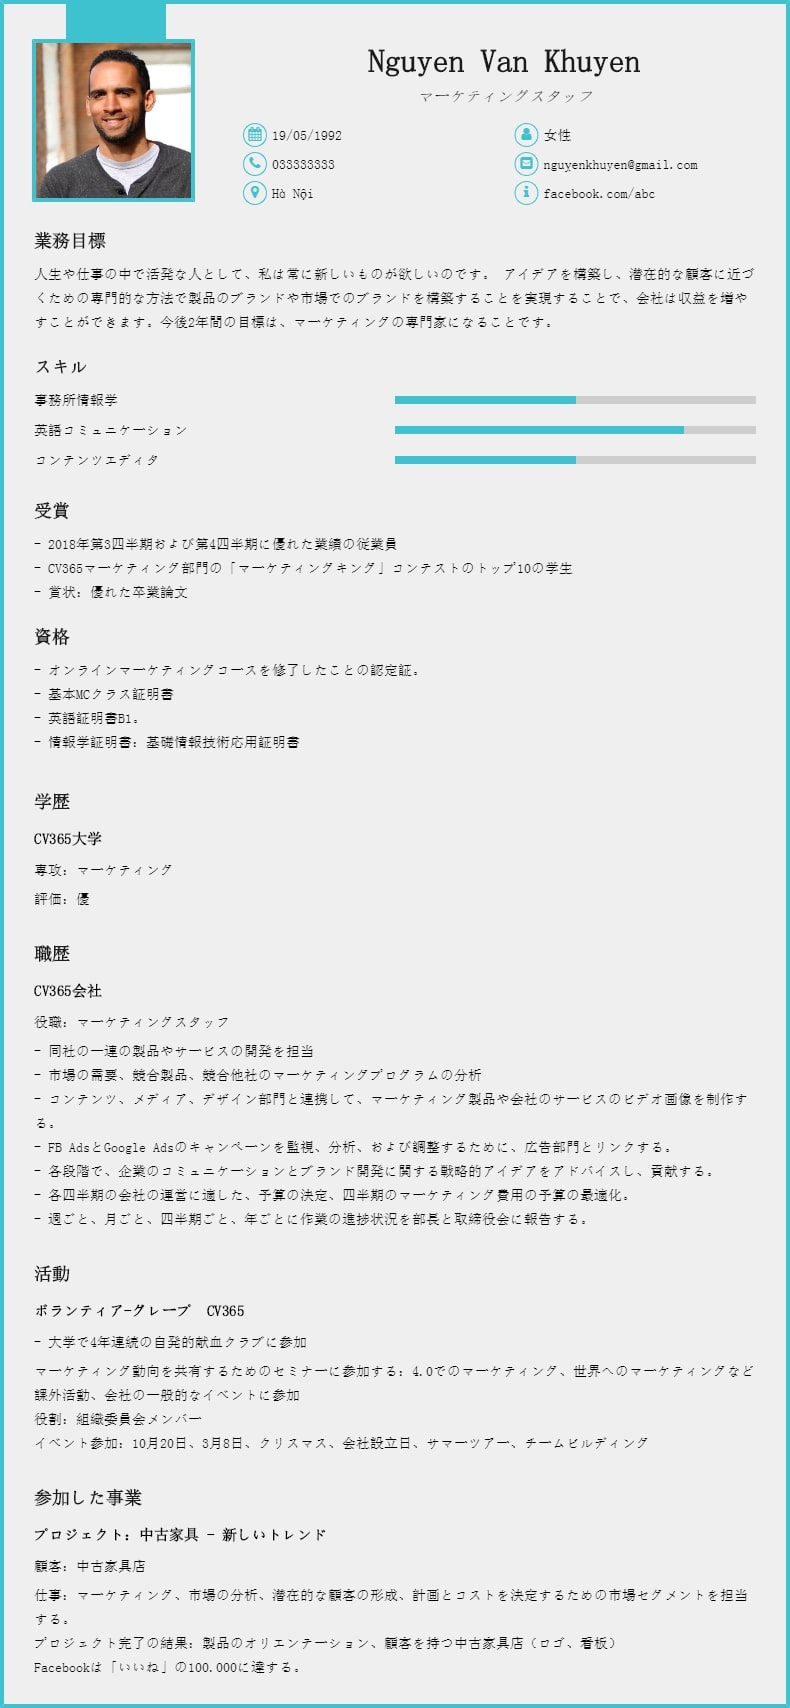 Nguyen Van Khuyen
マーケティングスタッフ
19/05/1992
女性
033333333
nguyenkhuyen@gmail.com
Hà Nội
facebook.com/abc
業務目標
人生や仕事の中で活発な人として、私は常に新しいものが欲しいのです。 アイデアを構築し、潜在的な顧客に近づ
くための専門的な方法で製品のブランドや市場でのブランドを構築することを実現することで、会社は収益を増や
すことができます。今後2年間の目標は、マーケティングの専門家になることです。
スキル
事務所情報学
英語コミュニケーション
コンテンツエディタ
受賞
- 2018年第3四半期および第4四半期に優れた業績の従業員
- CV365マーケティング部門の「マーケティングキング」コンテストのトップ10の学生
- 賞状: 優れた卒業論文
資格
- オンラインマーケティングコースを修了したことの認定証。
- 基本MCクラス証明書
- 英語証明書B1。
- 情報学証明書: 基礎情報技術応用証明書
学歴
CV365大学
専攻: マーケティング
評価: 優
職歴
CV365会社
役職: マーケティングスタッフ
- 同社の一連の製品やサービスの開発を担当
- 市場の需要、競合製品、競合他社のマーケティングプログラムの分析
- コンテンツ、メディア、デザイン部門と連携して、マーケティング製品や会社のサービスのビデオ画像を制作す
る。
- FB AdsとGoogle Adsのキャンペーンを監視、分析、および調整するために、広告部門とリンクする。
- 各段階で、企業のコミュニケーションとブランド開発に関する戦略的アイデアをアドバイスし、貢献する。
- 各四半期の会社の運営に適した、予算の決定、四半期のマーケティング費用の予算の最適化。
- 週ごと、月ごと、四半期ごと、年ごとに作業の進捗状況を部長と取締役会に報告する。
活動
ボランティア-グループ　CV365
- 大学で4年連続の自発的献血クラブに参加
マーケティング動向を共有するためのセミナーに参加する: 4.0でのマーケティング、世界へのマーケティングなど
課外活動、会社の一般的なイベントに参加
役割: 組織委員会メンバー
イベント参加: 10月20日、3月8日、クリスマス、会社設立日、サマーツアー、チームビルディング
参加した事業
プロジェクト: 中古家具 - 新しいトレンド
顧客: 中古家具店
仕事: マーケティング、市場の分析、潜在的な顧客の形成、計画とコストを決定するための市場セグメントを担当
する。
プロジェクト完了の結果: 製品のオリエンテーション、顧客を持つ中古家具店（ロゴ、看板）
Facebookは「いいね」の100.000に達する。